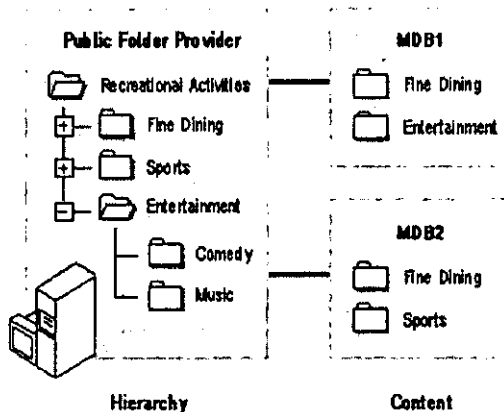 Public Folder Provider
Recreational Activities
Fine Dining
Sports
Entertainment
Comedy
Music
Hierarchy
MDB1
Fine Dining
Entertainment
MDB2
Fine Dining
Sports
Content